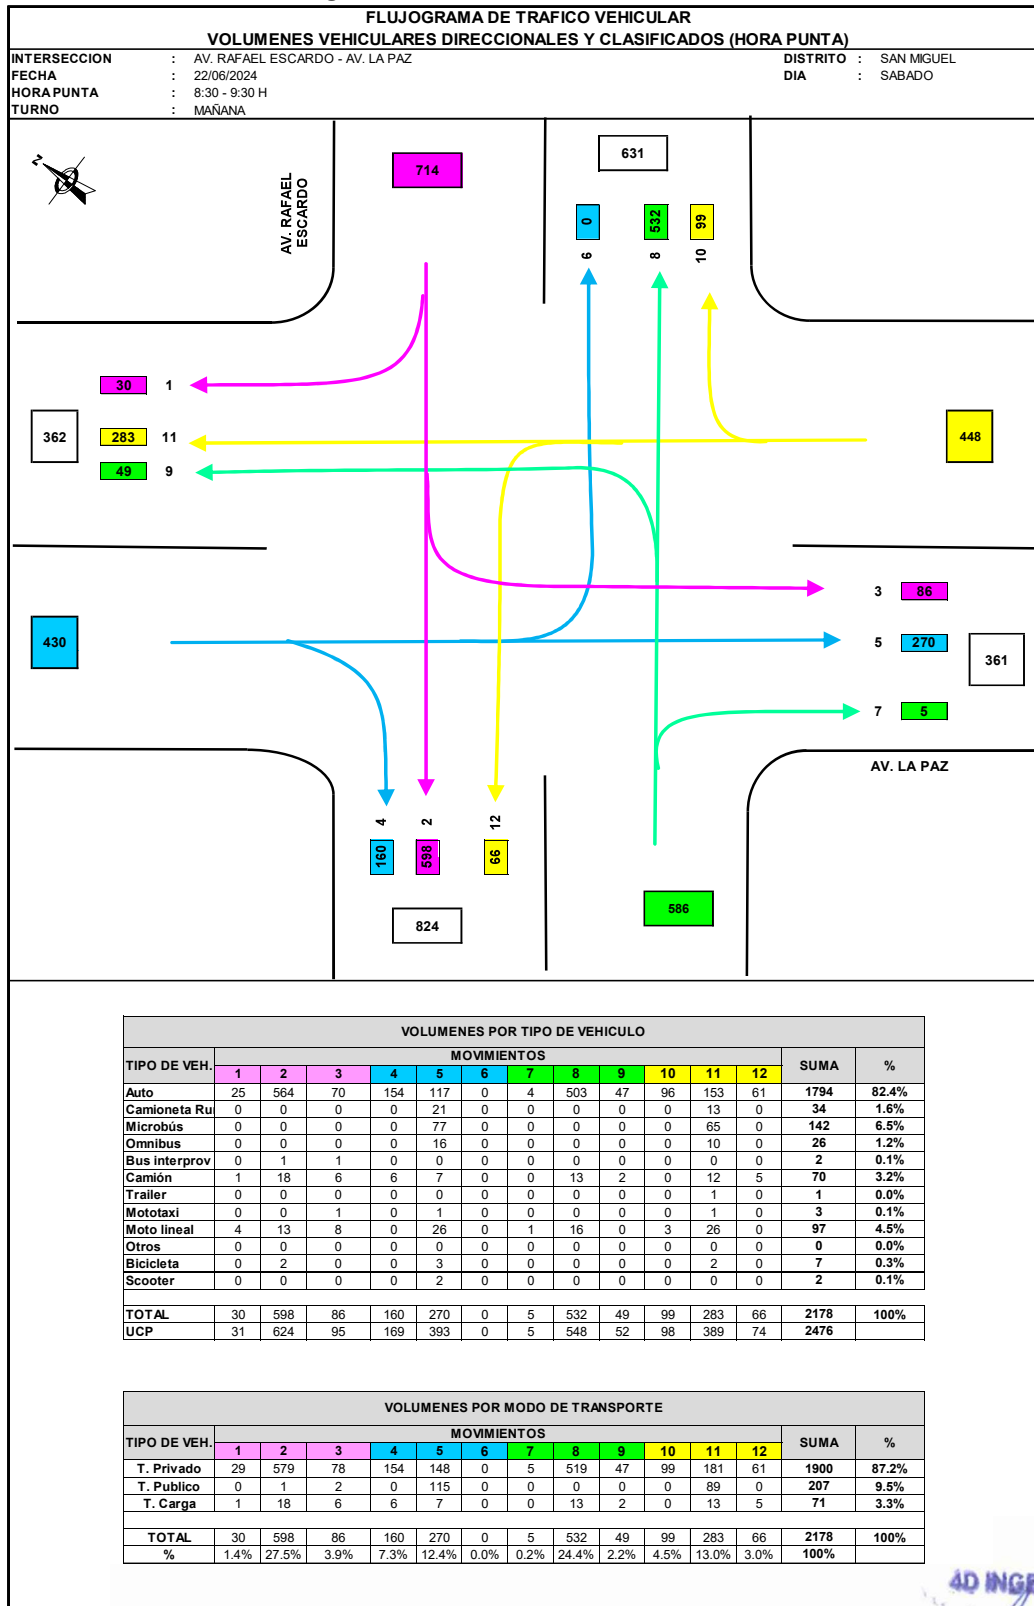 FLUJOGRAMA DE TRAFICO VEHICULAR
VOLUMENES VEHICULARES DIRECCIONALES Y CLASIFICADOS (HORA PUNTA)
INTERSECCION : AV. RAFAEL ESCARDO - AV. LA PAZ DISTRITO : SAN MIGUEL
FECHA : 22/06/2024 DIA : SABADO
HORA PUNTA : 8:30 - 9:30 H
TURNO : MAÑANA
N
AV. RAFAEL
ESCARDO
714
631
0 532 99
6 8 10
30 1
362 283 11
49 9
448
3 86
430
5 270
361
7 5
AV. LA PAZ
4 2 12
160 598 66
824
586
VOLUMENES POR TIPO DE VEHICULO
TIPO DE VEH. MOVIMIENTOS SUMA %
1 2 3 4 5 6 7 8 9 10 11 12
Auto 25 564 70 154 117 0 4 503 47 96 153 61 1794 82.4%
Camioneta Ru 0 0 0 0 21 0 0 0 0 0 13 0 34 1.6%
Microbús 0 0 0 0 77 0 0 0 0 0 65 0 142 6.5%
Omnibus 0 0 0 0 16 0 0 0 0 0 10 0 26 1.2%
Bus interprov 0 1 1 0 0 0 0 0 0 0 0 0 2 0.1%
Camión 1 18 6 6 7 0 0 13 2 0 12 5 70 3.2%
Trailer 0 0 0 0 0 0 0 0 0 0 1 0 1 0.0%
Mototaxi 0 0 1 0 1 0 0 0 0 0 1 0 3 0.1%
Moto lineal 4 13 8 0 26 0 1 16 0 3 26 0 97 4.5%
Otros 0 0 0 0 0 0 0 0 0 0 0 0 0 0.0%
Bicicleta 0 2 0 0 3 0 0 0 0 0 2 0 7 0.3%
Scooter 0 0 0 0 2 0 0 0 0 0 0 0 2 0.1%
TOTAL 30 598 86 160 270 0 5 532 49 99 283 66 2178 100%
UCP 31 624 95 169 393 0 5 548 52 98 389 74 2476
VOLUMENES POR MODO DE TRANSPORTE
TIPO DE VEH. MOVIMIENTOS SUMA %
1 2 3 4 5 6 7 8 9 10 11 12
T. Privado 29 579 78 154 148 0 5 519 47 99 181 61 1900 87.2%
T. Publico 0 1 2 0 115 0 0 0 0 0 89 0 207 9.5%
T. Carga 1 18 6 6 7 0 0 13 2 0 13 5 71 3.3%
TOTAL 30 598 86 160 270 0 5 532 49 99 283 66 2178 100%
% 1.4% 27.5% 3.9% 7.3% 12.4% 0.0% 0.2% 24.4% 2.2% 4.5% 13.0% 3.0% 100%
4D INGE